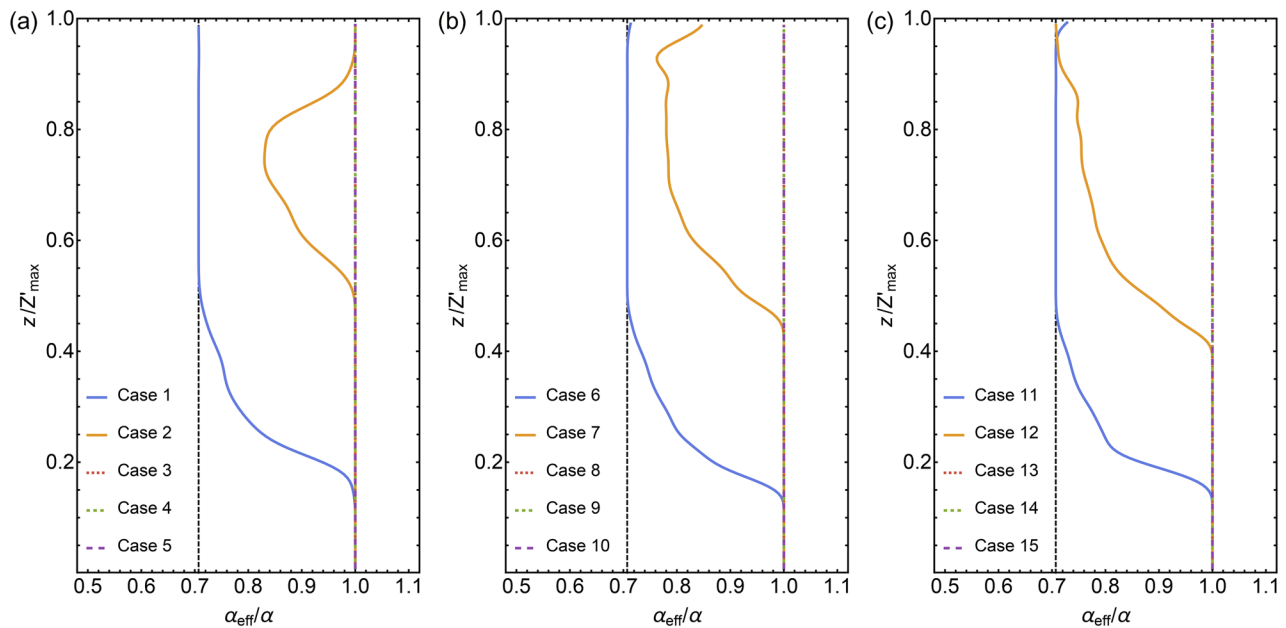 (a)
1.0
0.8
0.6
0.4
0.2
z/Z'max
Case 1
Case 2
Case 3
Case 4
Case 5
0.5 0.6 0.7 0.8 0.9 1.0 1.1
αeff/α
(b)
1.0
0.8
0.6
0.4
0.2
z/Z'max
Case 6
Case 7
Case 8
Case 9
Case 10
0.5 0.6 0.7 0.8 0.9 1.0 1.1
αeff/α
(c)
1.0
0.8
0.6
0.4
0.2
z/Z'max
Case 11
Case 12
Case 13
Case 14
Case 15
0.5 0.6 0.7 0.8 0.9 1.0 1.1
αeff/α